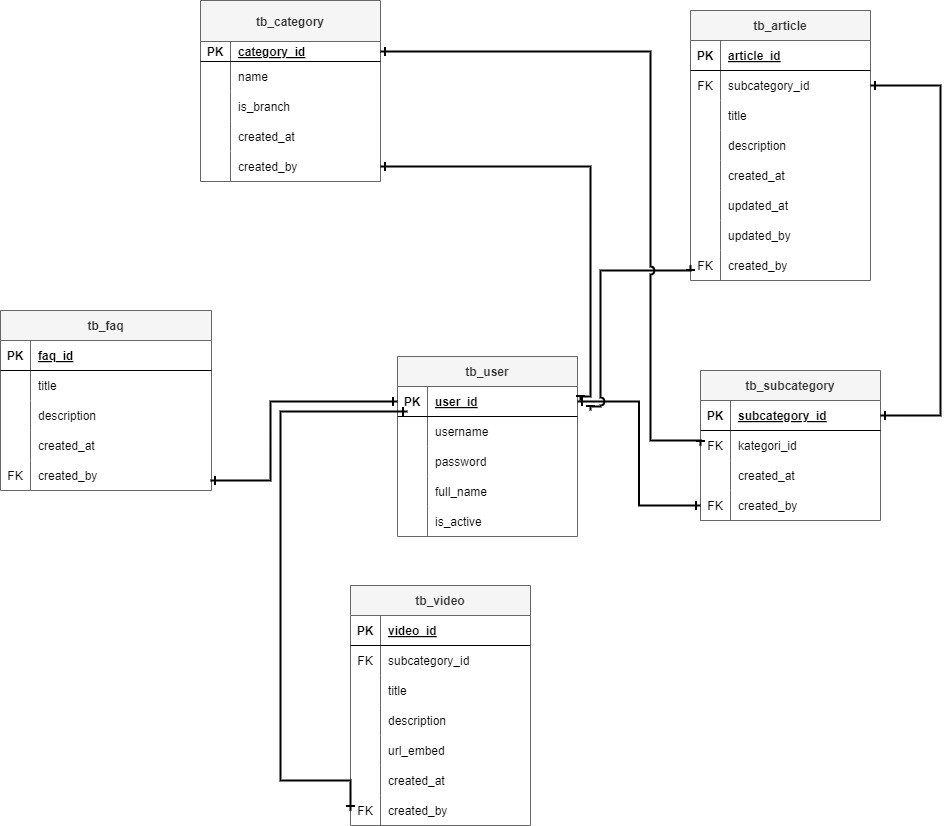 tb_category
PK category_id
name
is_branch
created_at
created_by
tb_article
PK article_id
FK subcategory_id
title
description
created_at
updated_at
updated_by
FK created_by
tb_faq
PK faq_id
title
description
created_at
FK created_by
tb_user
PK user_id
username
password
full_name
is_active
tb_subcategory
PK subcategory_id
FK kategori_id
created_at
FK created_by
tb_video
PK video_id
FK subcategory_id
title
description
url_embed
created_at
FK created_by